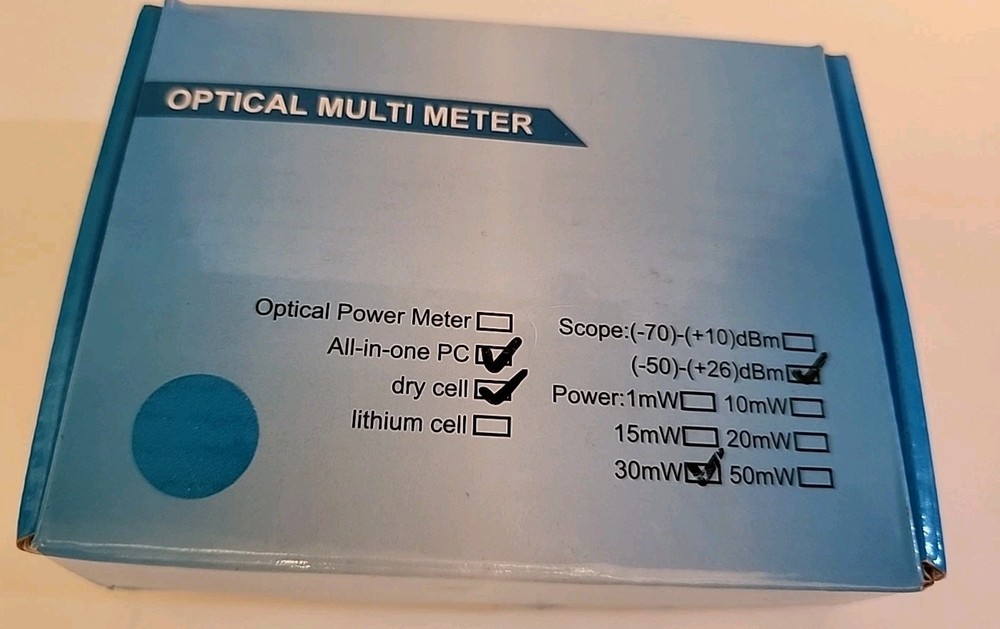 OPTICAL MULTI METER
Optical Power Meter
All-in-one PC
dry cell
lithium cell
Scope:(-70)-(+10)dBm
(-50)-(+26)dBm
Power:1mW 10mW
15mW 20mW
30mW 50mW